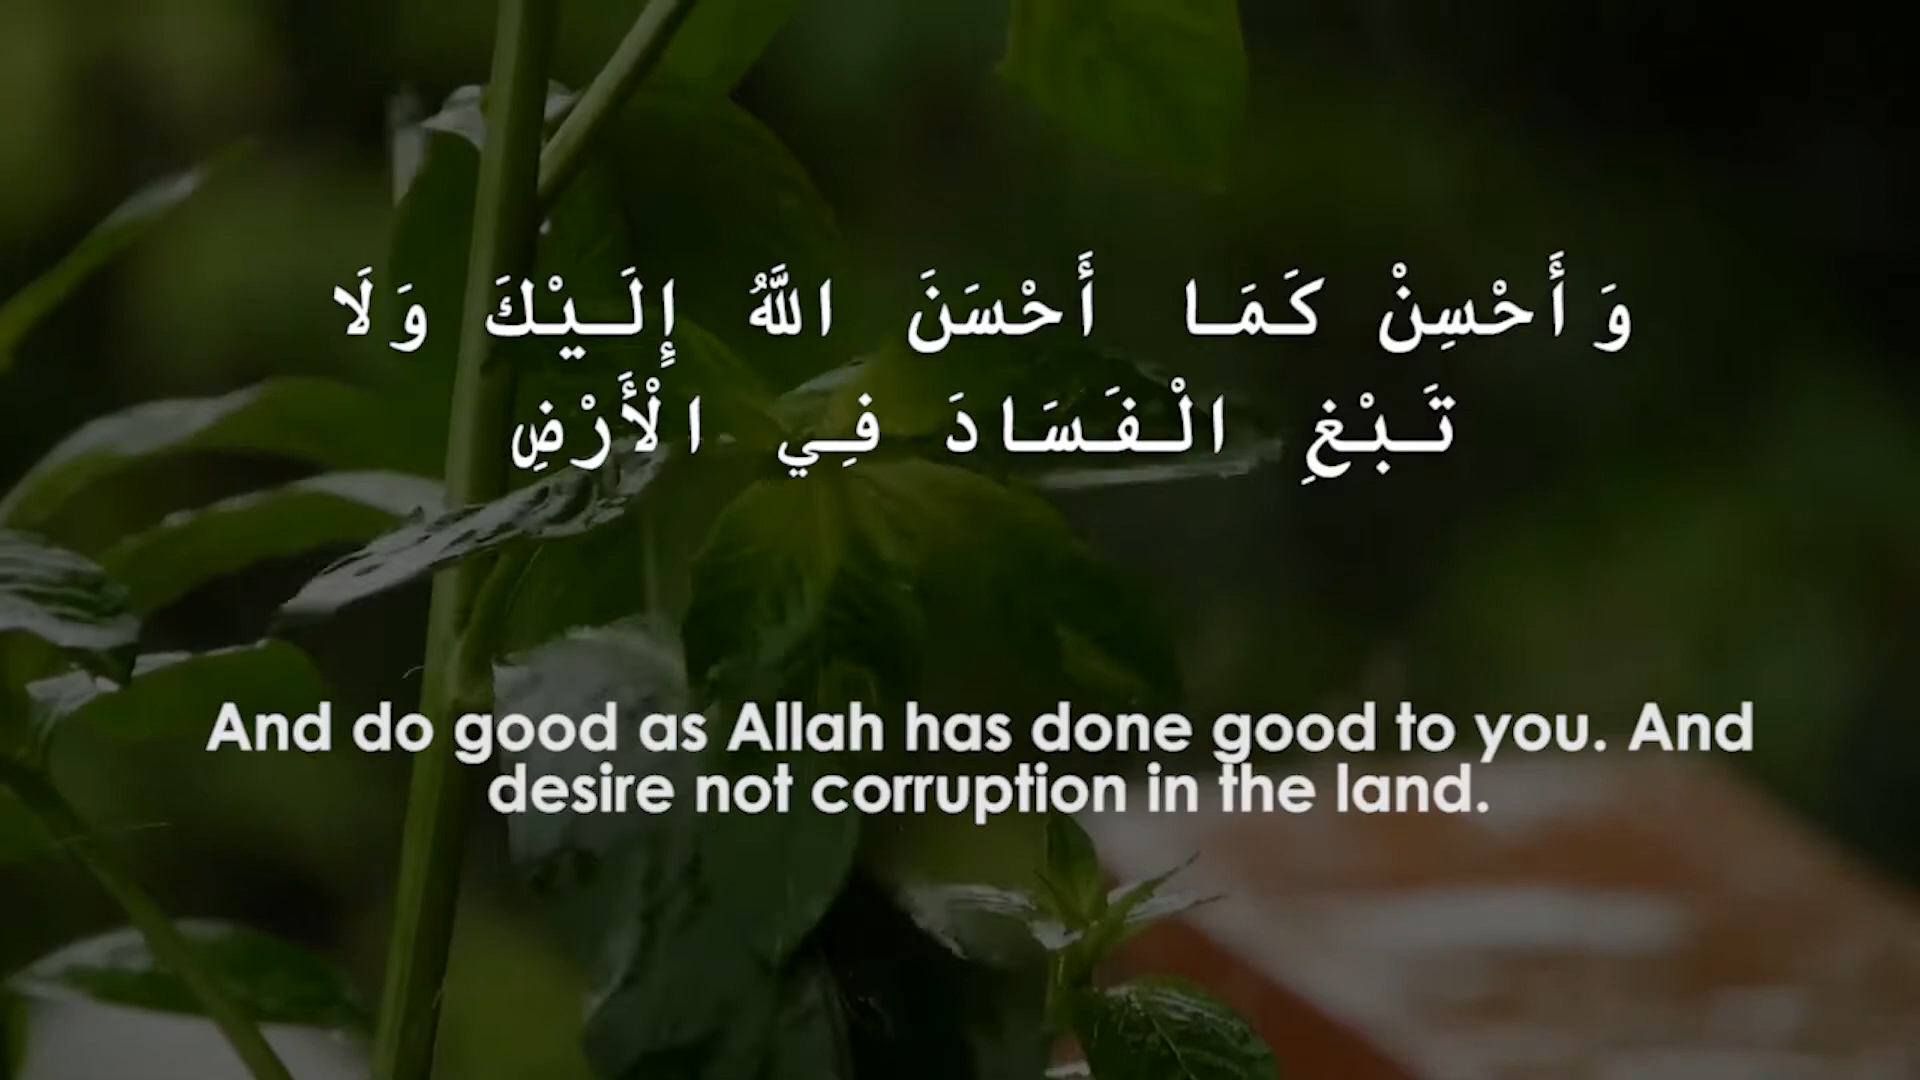 وَأَحْسِنْ كَمَا أَحْسَنَ اللَّهُ إِلَيْكَ وَلَا
تَبْغِ الْفَسَادَ فِي الْأَرْضِ
And do good as Allah has done good to you. And
desire not corruption in the land.